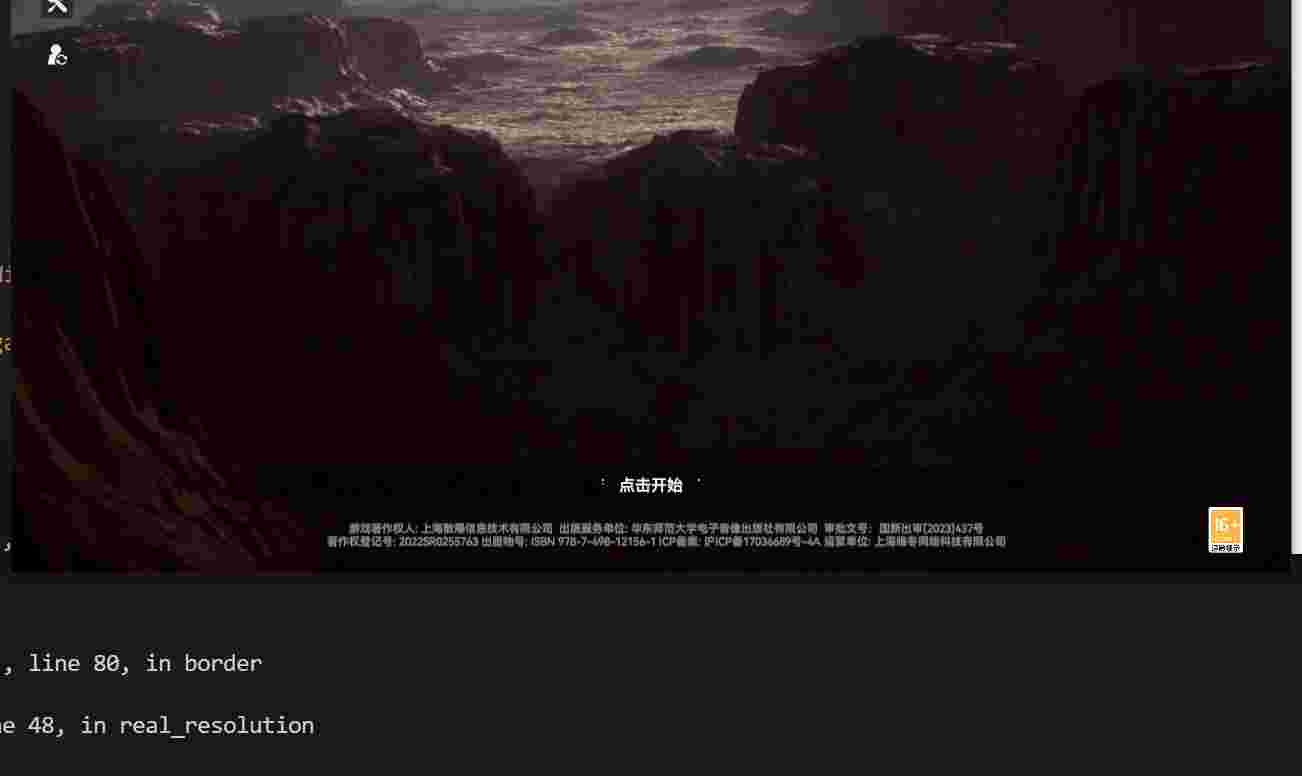 点击开始
游戏著作权人: 上海散爆信息技术有限公司 出版服务单位: 华东师范大学电子音像出版社有限公司 审批文号: 国新出审[2023]437号
著作权登记号: 2022SR0255763 出版物号: ISBN 978-7-498-12156-1 ICP备案: 沪ICP备17036689号-4A 运营单位: 上海暗冬网络科技有限公司
16+
适龄提示
, line 80, in border
e 48, in real_resolution